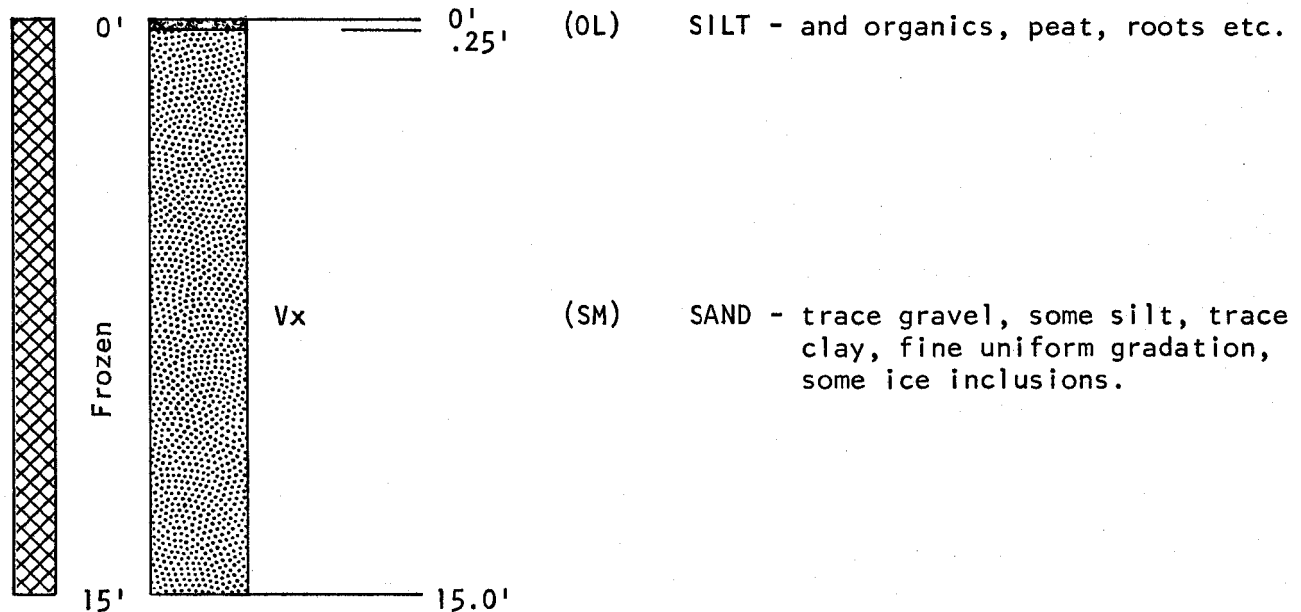 0' 0' (OL) SILT - and organics, peat, roots etc.
.25'
Vx (SM) SAND - trace gravel, some silt, trace
clay, fine uniform gradation,
some ice inclusions.
Frozen
15' 15.0'